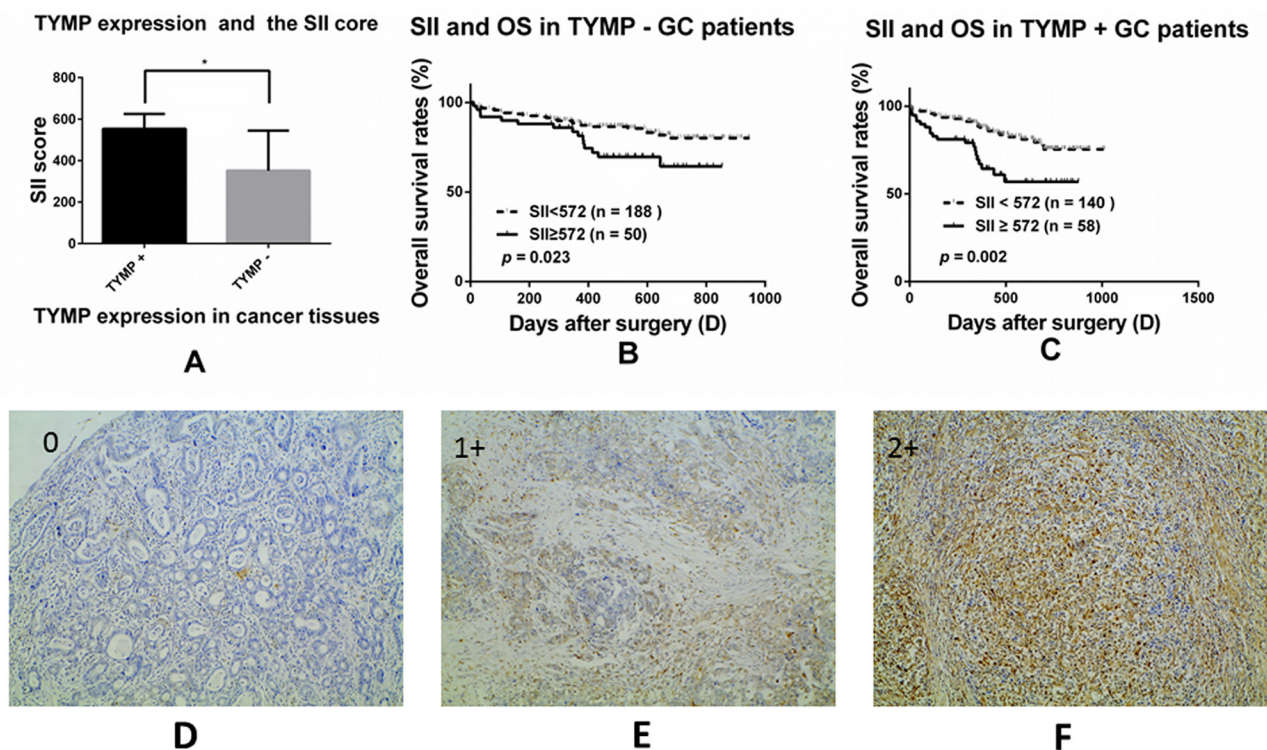 TYMP expression and the SII core
800
600
400
200
0
SII score
*
TYMP +
TYMP -
TYMP expression in cancer tissues
A
SII and OS in TYMP - GC patients
Overall survival rates (%)
100
50
0
SII<572 (n = 188 )
SII≥572 (n = 50)
p = 0.023
0 200 400 600 800 1000
Days after surgery (D)
B
SII and OS in TYMP + GC patients
Overall survival rates (%)
100
50
0
SII < 572 (n = 140 )
SII ≥ 572 (n = 58)
p = 0.002
0 500 1000 1500
Days after surgery (D)
C
0
D
1+
E
2+
F